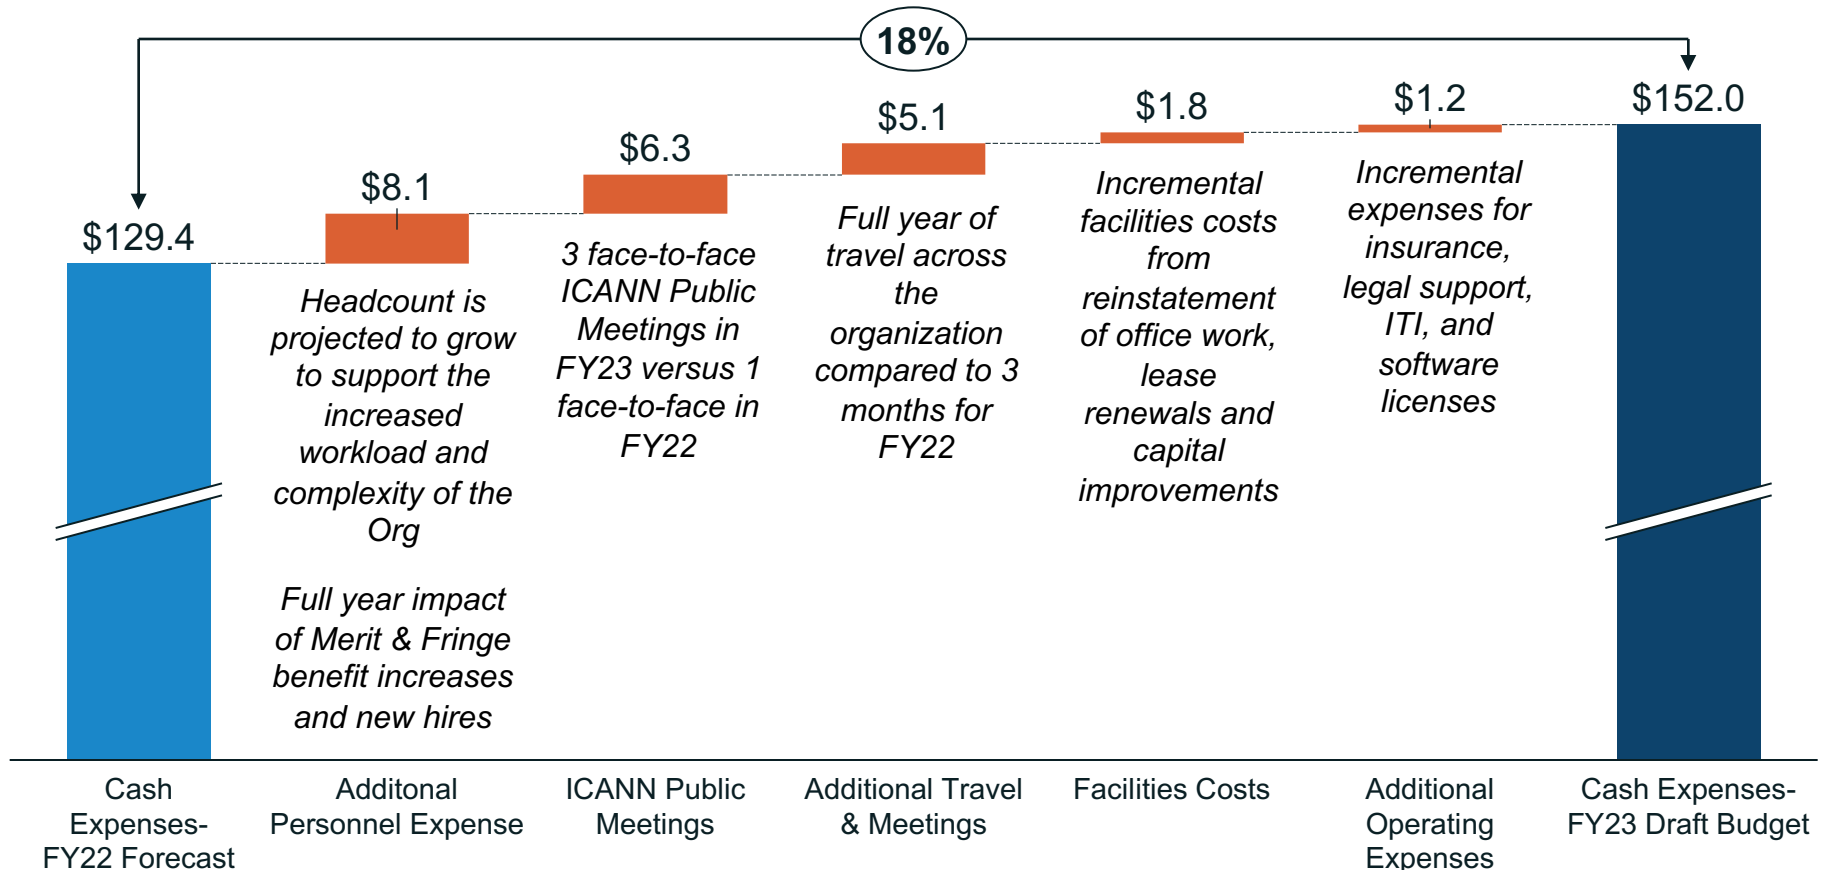 18%
$129.4
$8.1
$6.3
$5.1
$1.8
$1.2
$152.0
Headcount is
projected to grow
to support the
increased
workload and
complexity of the
Org
Full year impact
of Merit & Fringe
benefit increases
and new hires
3 face-to-face
ICANN Public
Meetings in
FY23 versus 1
face-to-face in
FY22
Full year of
travel across
the
organization
compared to 3
months for
FY22
Incremental
facilities costs
from
reinstatement
of office work,
lease
renewals and
capital
improvements
Incremental
expenses for
insurance,
legal support,
ITI, and
software
licenses
Cash
Expenses-
FY22 Forecast
Additonal
Personnel Expense
ICANN Public
Meetings
Additional Travel
& Meetings
Facilities Costs
Additional
Operating
Expenses
Cash Expenses-
FY23 Draft Budget